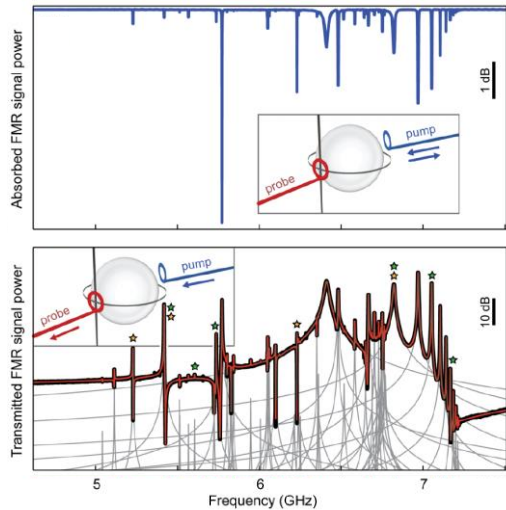 Absorbed FMR signal power
1 dB
pump
probe
Transmitted FMR signal power
10 dB
pump
probe
5
6
7
Frequency (GHz)